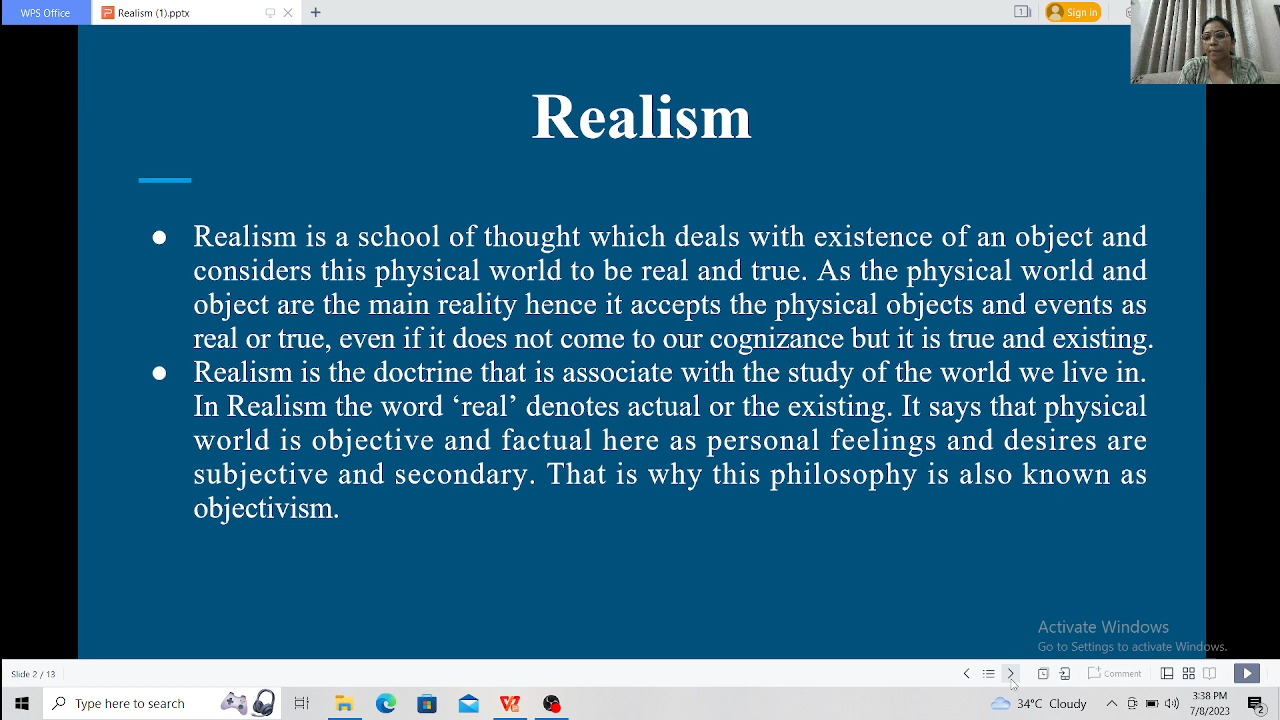 WPS Office
Realism (1).pptx
Sign in
Realism
● Realism is a school of thought which deals with existence of an object and
considers this physical world to be real and true. As the physical world and
object are the main reality hence it accepts the physical objects and events as
real or true, even if it does not come to our cognizance but it is true and existing.
● Realism is the doctrine that is associate with the study of the world we live in.
In Realism the word ‘real’ denotes actual or the existing. It says that physical
world is objective and factual here as personal feelings and desires are
subjective and secondary. That is why this philosophy is also known as
objectivism.
Activate Windows
Go to Settings to activate Windows.
Slide 2 / 13
Comment
Type here to search
34°C Cloudy
3:38 PM
7/8/2023